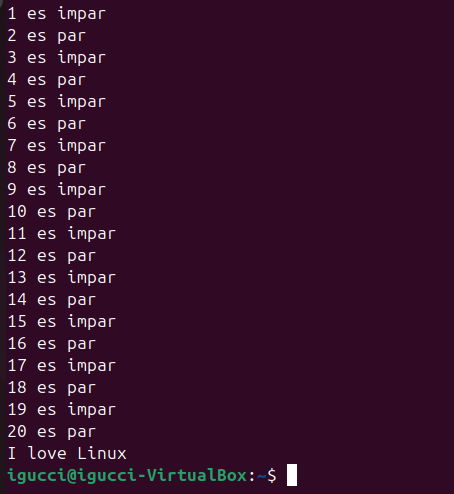 1 es impar
2 es par
3 es impar
4 es par
5 es impar
6 es par
7 es impar
8 es par
9 es impar
10 es par
11 es impar
12 es par
13 es impar
14 es par
15 es impar
16 es par
17 es impar
18 es par
19 es impar
20 es par
I love Linux
igucci@igucci-VirtualBox:~$